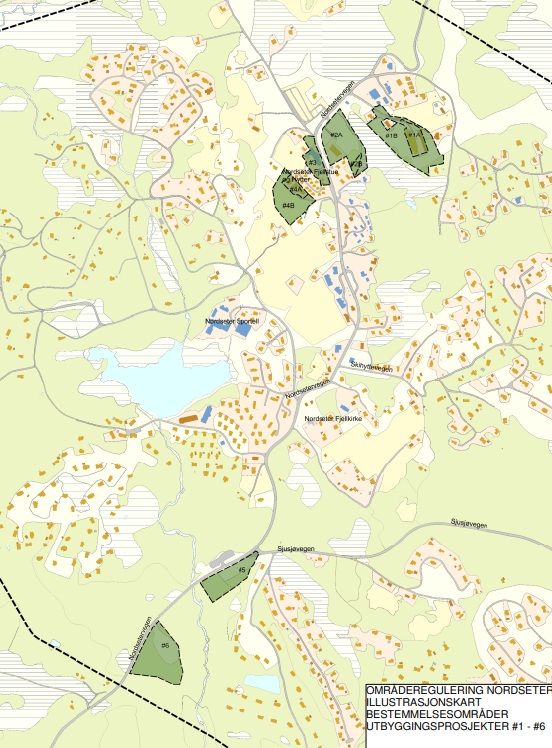 Nordsetervegen
#2A
#1B
#1A
#3
#2B
Nordseter Fjellstue
og hytter
#4A
#4B
Nordseter Sportell
Skihyttevegen
Nordsetervegen
Nordseter Fjellkirke
Sjusjøvegen
Sjusjøvegen
#5
Nordsetervegen
#6
OMRÅDEREGULERING NORDSETER
ILLUSTRASJONSKART
BESTEMMELSESOMRÅDER
UTBYGGINGSPROSJEKTER #1 - #6